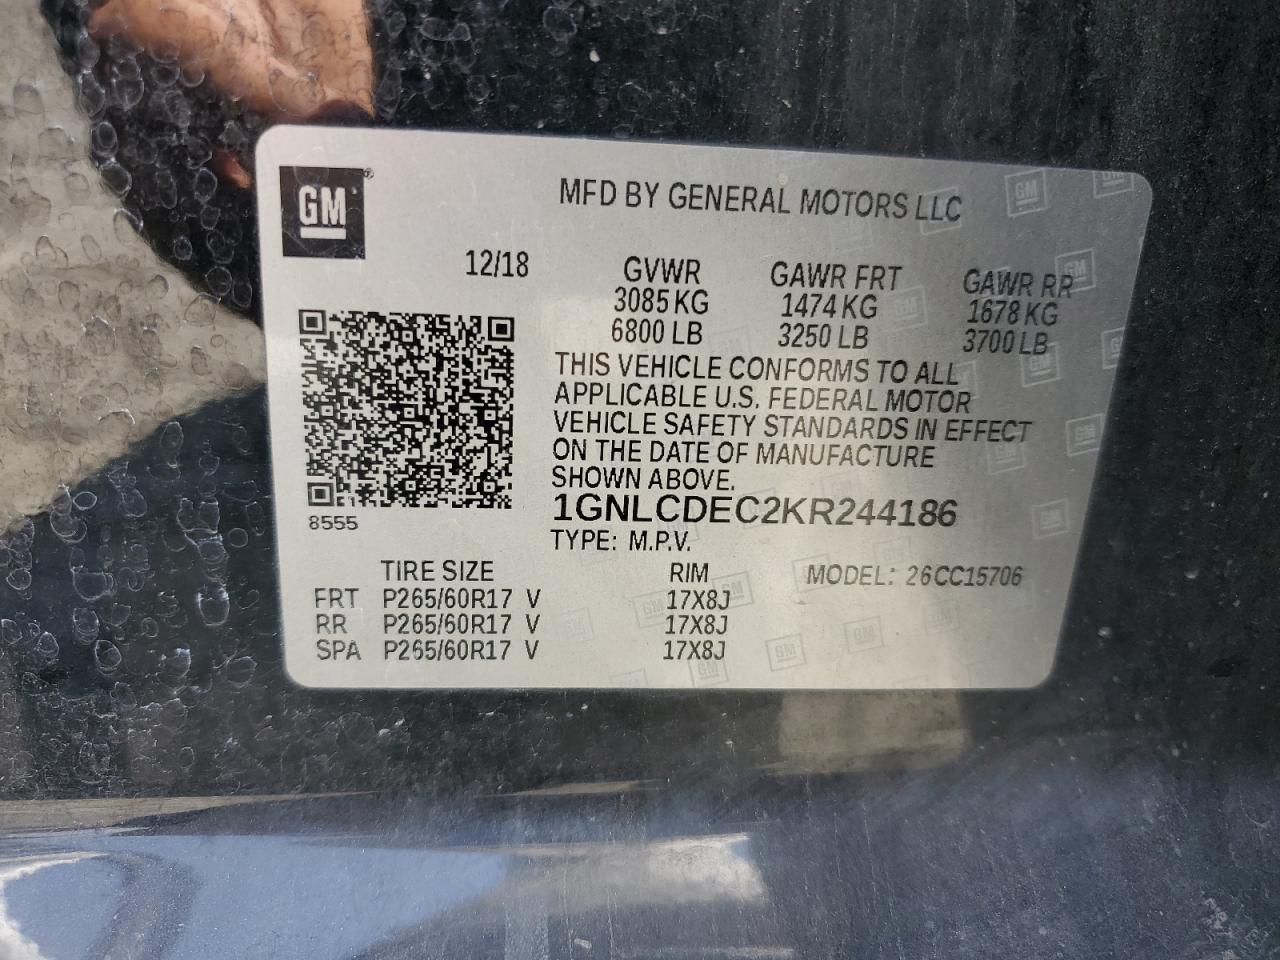 GM ®
MFD BY GENERAL MOTORS LLC
12/18 GVWR GAWR FRT GAWR RR
3085 KG 1474 KG 1678 KG
6800 LB 3250 LB 3700 LB
THIS VEHICLE CONFORMS TO ALL
APPLICABLE U.S. FEDERAL MOTOR
VEHICLE SAFETY STANDARDS IN EFFECT
ON THE DATE OF MANUFACTURE
SHOWN ABOVE.
1GNLCDEC2KR244186
8555
TYPE: M.P.V.
TIRE SIZE RIM MODEL: 26CC15706
FRT P265/60R17 V 17X8J
RR P265/60R17 V 17X8J
SPA P265/60R17 V 17X8J